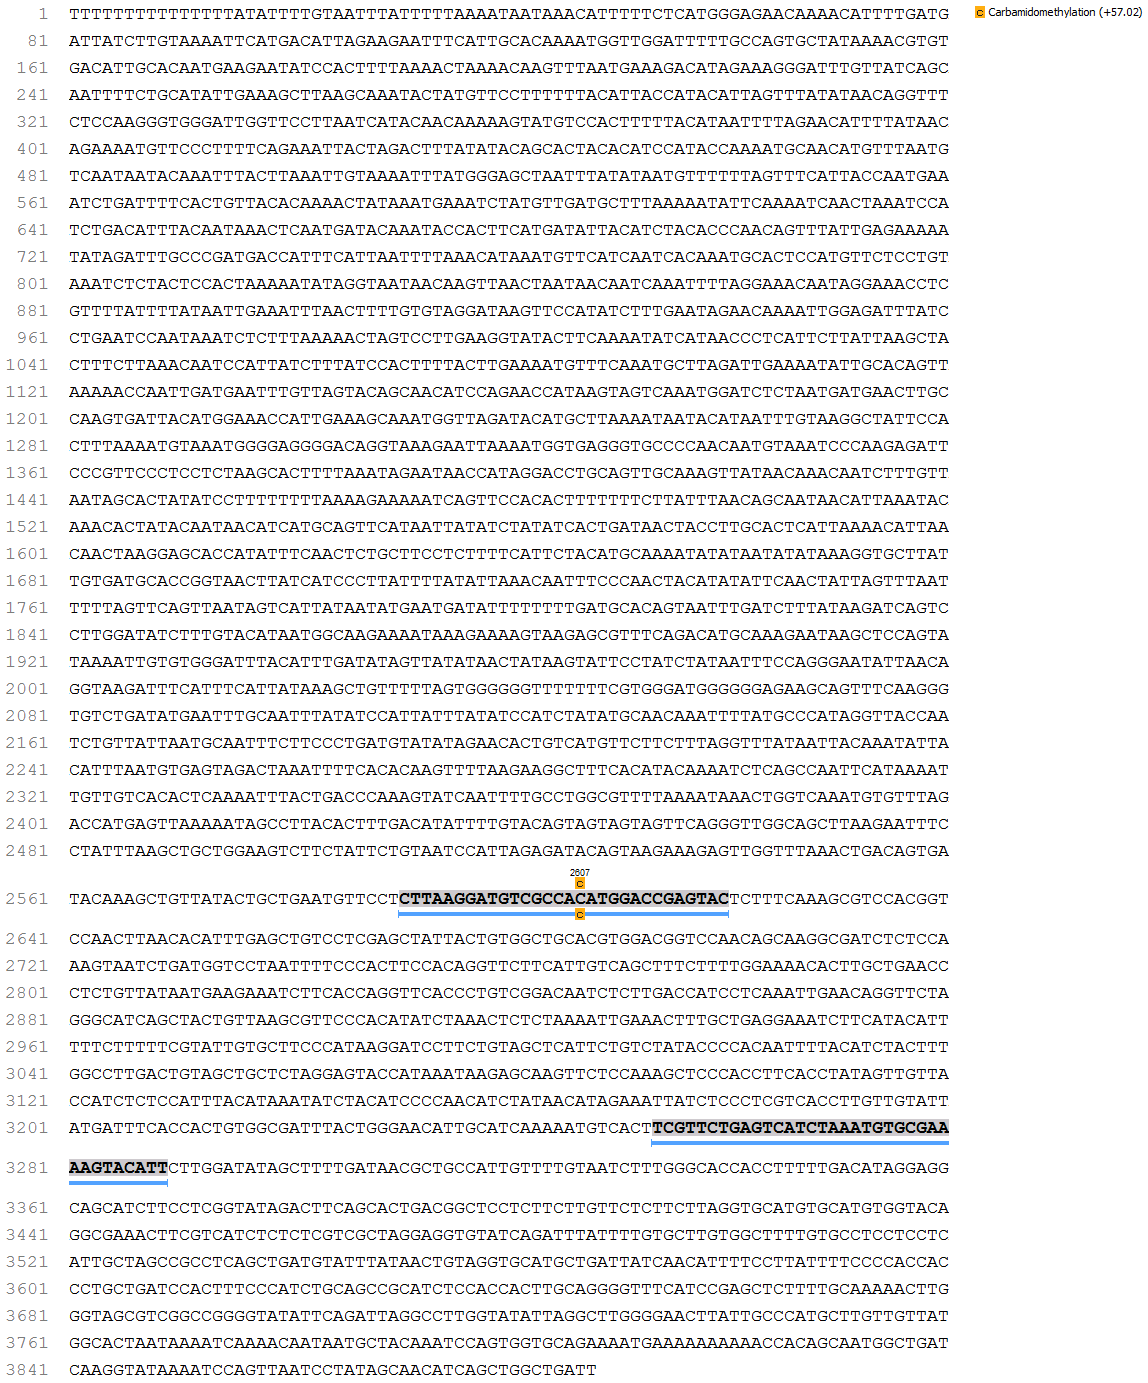 1 TTTTTTTTTTTTTTTATATTTTGTAATTTATTTTTAAAATAATAAACATTTTTCTCATGGGAGAACAAAACATTTTGATG
C Carbamidomethylation (+57.02)
81 ATTATCTTGTAAAATTCATGACATTAGAAGAATTTCATTGCACAAAATGGTTGGATTTTTGCCAGTGCTATAAAACGTGT
161 GACATTGCACAATGAAGAATATCCACTTTTAAAACTAAAACAAGTTTAATGAAAGACATAGAAAGGGATTTGTTATCAGC
241 AATTTTCTGCATATTGAAAGCTTAAGCAAATACTATGTTCCTTTTTTTACATTACCATACATTAGTTTATATAACAGGTTT
321 CTCCAAGGGTGGGATTGGTTCCTTAATCATACAACAAAAAGTATGTCCACTTTTTACATAATTTTAGAACATTTTATAAC
401 AGAAAATGTTCCCTTTTCAGAAATTACTAGACTTTATATACAGCACTACACATCCATACCAAAATGCAACATGTTTAATG
481 TCAATAATACAAATTTACTTAAATTGTAAAATTTATGGGAGCTAATTTATATAATGTTTTTTAGTTTCATTACCAATGAA
561 ATCTGATTTTCACTGTTACACAAAACTATAAATGAAATCTATGTTGATGCTTTAAAAATATTCAAAATCAACTAAATCCA
641 TCTGACATTTACAATAAACTCAATGATACAAATACCACTTCATGATATTACATCTACACCCAACAGTTTATTGAGAAAAA
721 TATAGATTTGCCCGATGACCATTTCATTAATTTTAAACATAAATGTTCATCAATCACAAATGCACTCCATGTTCTCCTGT
801 AAATCTCTACTCCACTAAAAATATAGGTAATAACAAGTTAACTAATAACAATCAAATTTTAGGAAACAATAGGAAACCTC
881 GTTTTATTTTATAATTGAAATTTAACTTTTGTGTAGGATAAGTTCCATATCTTTGAATAGAACAAAATTGGAGATTTATC
961 CTGAATCCAATAAATCTCTTTAAAAACTAGTCCTTGAAGGTATACTTCAAAATATCATAACCCTCATTCTTATTAAGCTA
1041 CTTTCTTAAACAATCCATTATCTTTATCCACTTTTACTTGAAAATGTTTCAAATGCTTAGATTGAAAATATTGCACAGTT
1121 AAAAACCAATTGATGAATTTGTTAGTACAGCAACATCCAGAACCATAAGTAGTCAAATGGATCTCTAATGATGAACTTGC
1201 CAAGTGATTACATGGAAACCATTGAAAGCAAATGGTTAGATACATGCTTAAAATAATACATAATTTGTAAGGCTATTCCA
1281 CTTTAAAATGTAAATGGGGAGGGGACAGGTAAAGAATTAAAATGGTGAGGGTGCCCCAACAATGTAAATCCCAAGAGATT
1361 CCCGTTCCCTCCTCTAAGCACTTTTAAATAGAATAACCATAGGACCTGCAGTTGCAAAGTTATAACAAACAATCTTTGTT
1441 AATAGCACTATATCCTTTTTTTTAAAAGAAAAATCAGTTCCACACTTTTTTTCTTATTTAACAGCAATAACATTAAATAC
1521 AAACACTATACAATAACATCATGCAGTTCATAATTATATCTATATCACTGATAACTACCTTGCACTCATTAAAACATTAA
1601 CAACTAAGGAGCACCATATTTCAACTCTGCTTCCTCTTTTCATTCTACATGCAAAATATATAATATATAAAGGTGCTTAT
1681 TGTGATGCACCGGTAACTTATCATCCCTTATTTTATATTAAACAATTTCCCAACTACATATATTCAACTATTAGTTTAAT
1761 TTTTAGTTCAGTTAATAGTCATTATAATATGAATGATATTTTTTTTGATGCACAGTAATTTGATCTTTATAAGATCAGTC
1841 CTTGGATATCTTTGTACATAATGGCAAGAAAATAAAGAAAAGTAAGAGCGTTTCAGACATGCAAAGAATAAGCTCCAGTA
1921 TAAAATTGTGTGGGATTTACATTTGATATAGTTATATAACTATAAGTATTCCTATCTATAATTTCCAGGGAATATTAACA
2001 GGTAAGATTTCATTTCATTATAAAGCTGTTTTTAGTGGGGGGTTTTTTTCGTGGGATGGGGGGAGAAGCAGTTTCAAGGG
2081 TGTCTGATATGAATTTGCAATTTATATCCATTATTTATATCCATCTATATGCAACAAATTTTATGCCCATAGGTTACCAA
2161 TCTGTTATTAATGCAATTTCTTCCCTGATGTATATAGAACACTGTCATGTTCTTCTTTAGGTTTATAATTACAAATATTA
2241 CATTTAATGTGAGTAGACTAAATTTTCACACAAGTTTTAAGAAGGCTTTCACATACAAAATCTCAGCCAATTCATAAAAT
2321 TGTTGTCACACTCAAAATTTACTGACCCAAAGTATCAATTTTGCCTGGCGTTTTAAAATAAACTGGTCAAATGTGTTTAG
2401 ACCATGAGTTAAAAATAGCCTTACACTTTGACATATTTTGTACAGTAGTAGTAGTTCAGGGTTGGCAGCTTAAGAATTTC
2481 CTATTTAAGCTGCTGGAAGTCTTCTATTCTGTAATCCATTAGAGATACAGTAAGAAAGAGTTGGTTTAAACTGACAGTGA
2607
C
2561 TACAAAGCTGTTATACTGCTGAATGTTCCTCTTAAGGATGTCGCCACATGGACCGAGTACTCTTTCAAAGCGTCCACGGT
C
2641 CCAACTTAACACATTTGAGCTGTCCTCGAGCTATTACTGTGGCTGCACGTGGACGGTCCAACAGCAAGGCGATCTCTCCA
2721 AAGTAATCTGATGGTCCTAATTTTCCCACTTCCACAGGTTCTTCATTGTCAGCTTTCTTTTGGAAAACACTTGCTGAACC
2801 CTCTGTTATAATGAAGAAATCTTCACCAGGTTCACCCTGTCGGACAATCTCTTGACCATCCTCAAATTGAACAGGTTCTA
2881 GGGCATCAGCTACTGTTAAGCGTTCCCACATATCTAAACTCTCTAAAATTGAAACTTTGCTGAGGAAATCTTCATACATT
2961 TTTCTTTTTCGTATTGTGCTTCCCATAAGGATCCTTCTGTAGCTCATTCTGTCTATACCCCACAATTTTACATCTACTTT
3041 GGCCTTGACTGTAGCTGCTCTAGGAGTACCATAAATAAGAGCAAGTTCTCCAAAGCTCCCACCTTCACCTATAGTTGTTA
3121 CCATCTCTCCATTTACATAAATATCTACATCCCCAACATCTATAACATAGAAATTATCTCCCTCGTCACCTTGTTGTATT
3201 ATGATTTCACCACTGTGGCGATTTACTGGGAACATTGCATCAAAAATGTCACTTCGTTCTGAGTCATCTAAATGTGCGAA
3281 AAGTACATTCTTGGATATAGCTTTTGATAACGCTGCCATTGTTTTGTAATCTTTGGGCACCACCTTTTTGACATAGGAGG
3361 CAGCATCTTCCTCGGTATAGACTTCAGCACTGACGGCTCCTCTTCTTGTTCTCTTCTTAGGTGCATGTGCATGTGGTACA
3441 GGCGAAACTTCGTCATCTCTCTCGTCGCTAGGAGGTGTATCAGATTTATTTTGTGCTTGTGGCTTTTGTGCCTCCTCCTC
3521 ATTGCTAGCCGCCTCAGCTGATGTATTTATAACTGTAGGTGCATGCTGATTATCAACATTTTCCTTATTTTCCCCACCAC
3601 CCTGCTGATCCACTTTCCCATCTGCAGCCGCATCTCCACCACTTGCAGGGGTTTCATCCGAGCTCTTTTGCAAAAACTTG
3681 GGTAGCGTCGGCCGGGGTATATTCAGATTAGGCCTTGGTATATTAGGCTTGGGGAACTTATTGCCCATGCTTGTTGTTAT
3761 GGCACTAATAAAATCAAAACAATAATGCTACAAATCCAGTGGTGCAGAAAATGAAAAAAAAAACCACAGCAATGGCTGAT
3841 CAAGGTATAAAATCCAGTTAATCCTATAGCAACATCAGCTGGCTGATT